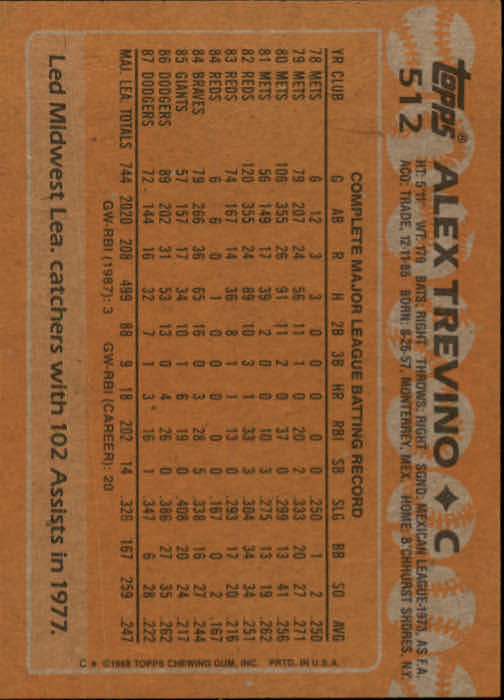 topps®
512
ALEX TREVINO ♦ C
HT: 5'11" WT: 179 BATS: RIGHT THROWS: RIGHT SGND: MEXICAN LEAGUE-1973, AS F.A.
ACQ: TRADE, 12-11-85 BORN: 8-26-57, MONTERREY, MEX. HOME: B'CHHURST SHORES, N.Y.
COMPLETE MAJOR LEAGUE BATTING RECORD
YR CLUB G AB R H 2B 3B HR RBI SB SLG BB SO AVG
78 METS 6 12 3 3 0 0 0 0 0 .250 1 2 .250
79 METS 79 207 24 56 11 1 0 20 2 .333 20 27 .271
80 METS 106 355 26 91 11 2 0 37 0 .299 13 41 .256
81 METS 56 149 17 39 2 0 0 10 3 .275 13 19 .262
82 REDS 120 355 24 89 10 3 1 33 3 .304 34 34 .251
83 REDS 74 167 14 36 8 1 1 13 0 .293 17 20 .216
84 REDS 6 6 0 1 0 0 0 0 0 .167 0 2 .167
84 BRAVES 79 266 36 65 16 0 3 28 5 .338 16 27 .244
85 GIANTS 57 157 17 34 10 1 6 19 0 .408 20 24 .217
86 DODGERS 89 202 31 53 13 0 4 26 0 .386 27 35 .262
87 DODGERS 72 144 16 32 7 1 3 16 1 .347 6 28 .222
MAJ. LEA. TOTALS 744 2020 208 499 88 9 18 202 14 .328 167 259 .247
GW-RBI (1987): 3 GW-RBI (CAREER): 20
C * ©1988 TOPPS CHEWING GUM, INC. PRTD. IN U.S.A.
Led Midwest Lea. catchers with 102 Assists in 1977.